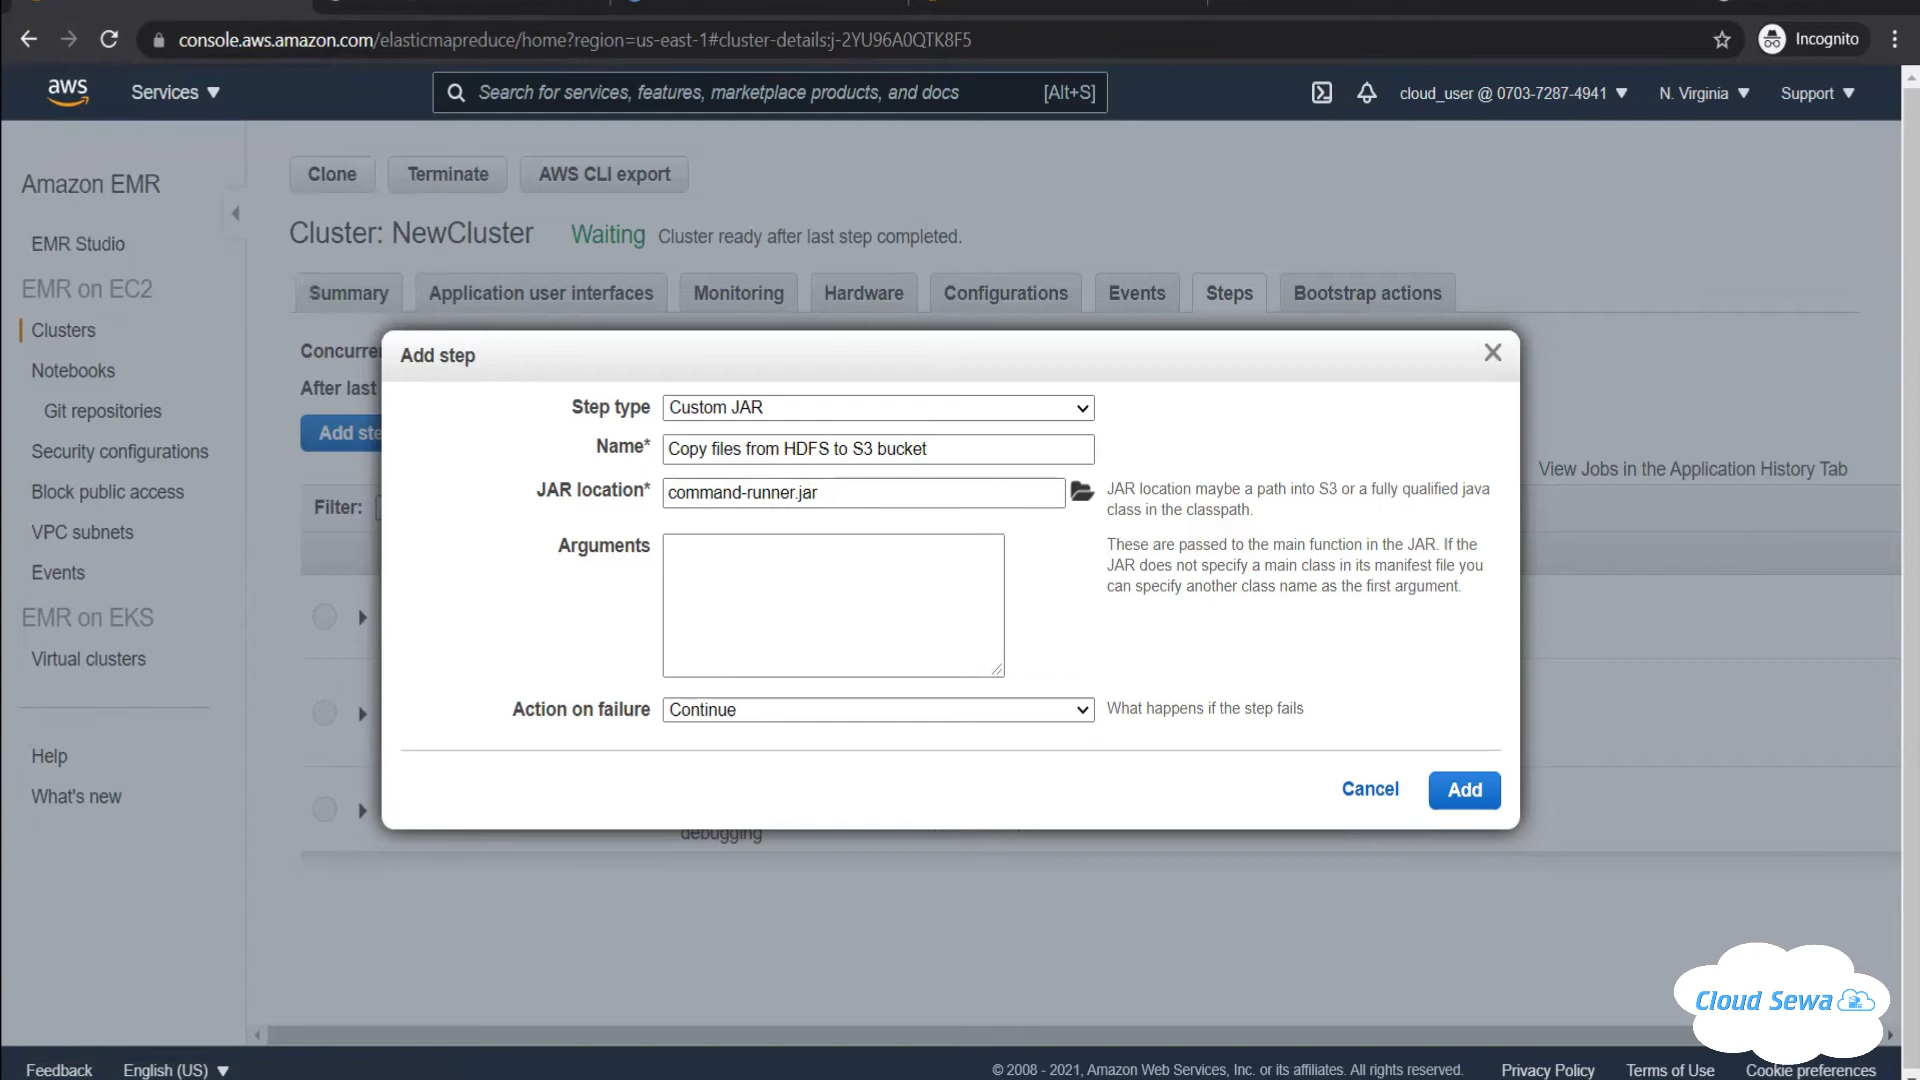 console.aws.amazon.com/elasticmapreduce/home?region=us-east-1#cluster-details:j-2YU96A0QTK8F5
Incognito
aws
Services
Search for services, features, marketplace products, and docs
[Alt+S]
cloud_user @ 0703-7287-4941
N. Virginia
Support
Amazon EMR
EMR Studio
EMR on EC2
Clusters
Notebooks
Git repositories
Security configurations
Block public access
VPC subnets
Events
EMR on EKS
Virtual clusters
Help
What's new
Clone
Terminate
AWS CLI export
Cluster: NewCluster
Waiting
Cluster ready after last step completed.
Summary
Application user interfaces
Monitoring
Hardware
Configurations
Events
Steps
Bootstrap actions
Concurre
After last
Add ste
View Jobs in the Application History Tab
Filter:
Add step
Step type
Custom JAR
Name*
Copy files from HDFS to S3 bucket
JAR location*
command-runner.jar
JAR location maybe a path into S3 or a fully qualified java
class in the classpath.
Arguments
These are passed to the main function in the JAR. If the
JAR does not specify a main class in its manifest file you
can specify another class name as the first argument.
Action on failure
Continue
What happens if the step fails
Cancel
Add
debugging
Cloud Sewa
Feedback
English (US)
© 2008 - 2021, Amazon Web Services, Inc. or its affiliates. All rights reserved.
Privacy Policy
Terms of Use
Cookie preferences